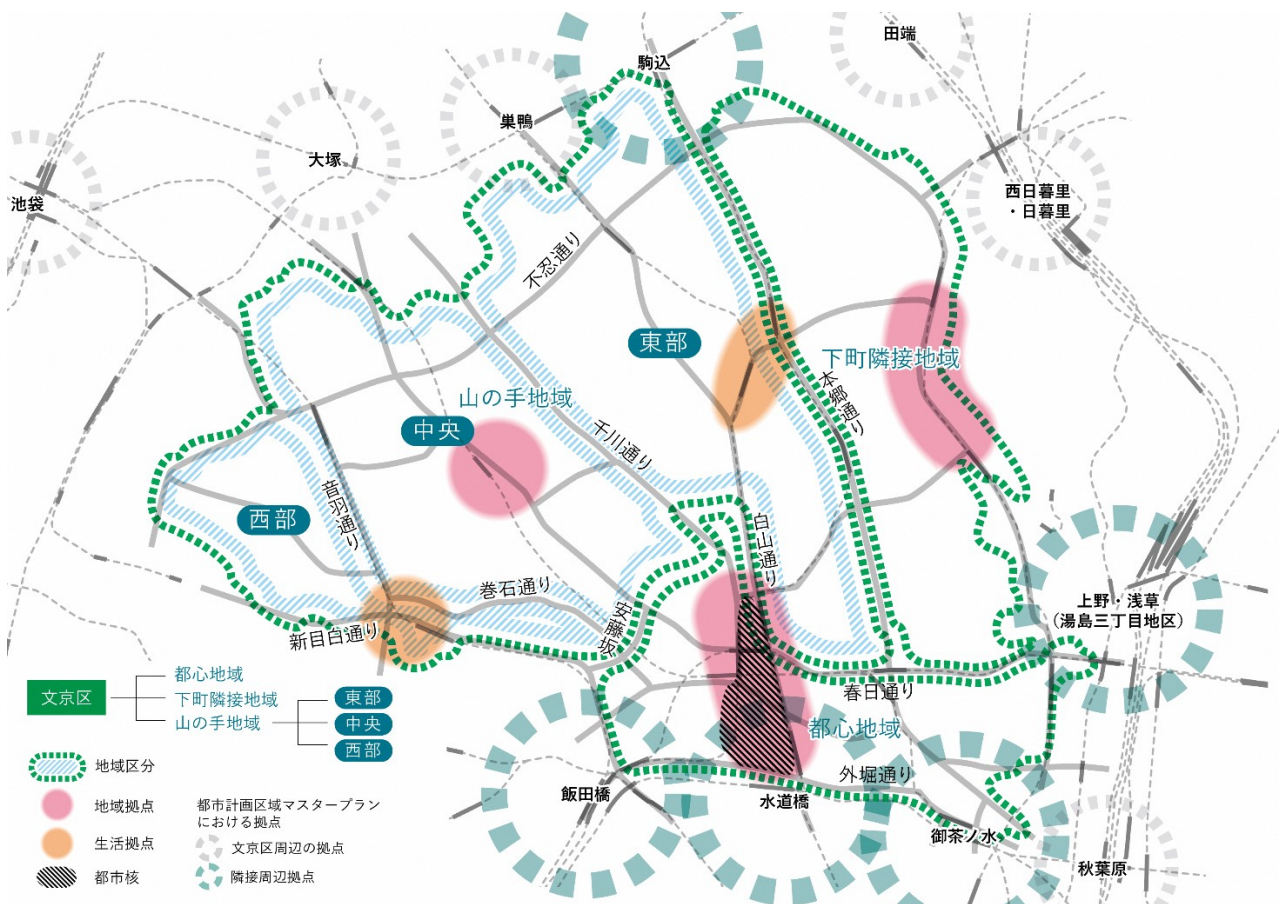 田端
駒込
巣鴨
大塚
池袋
西日暮里
・日暮里
不忍通り
東部
下町隣接地域
山の手地域
本郷通り
中央
千川通り
音羽通り
西部
白山通り
巻石通り
安藤坂
新目白通り
上野・浅草
(湯島三丁目地区)
春日通り
都心地域
外堀通り
飯田橋
水道橋
御茶ノ水
秋葉原
文京区
都心地域
下町隣接地域
山の手地域
東部
中央
西部
地域区分
地域拠点
生活拠点
都市核
都市計画区域マスタープラン
における拠点
文京区周辺の拠点
隣接周辺拠点